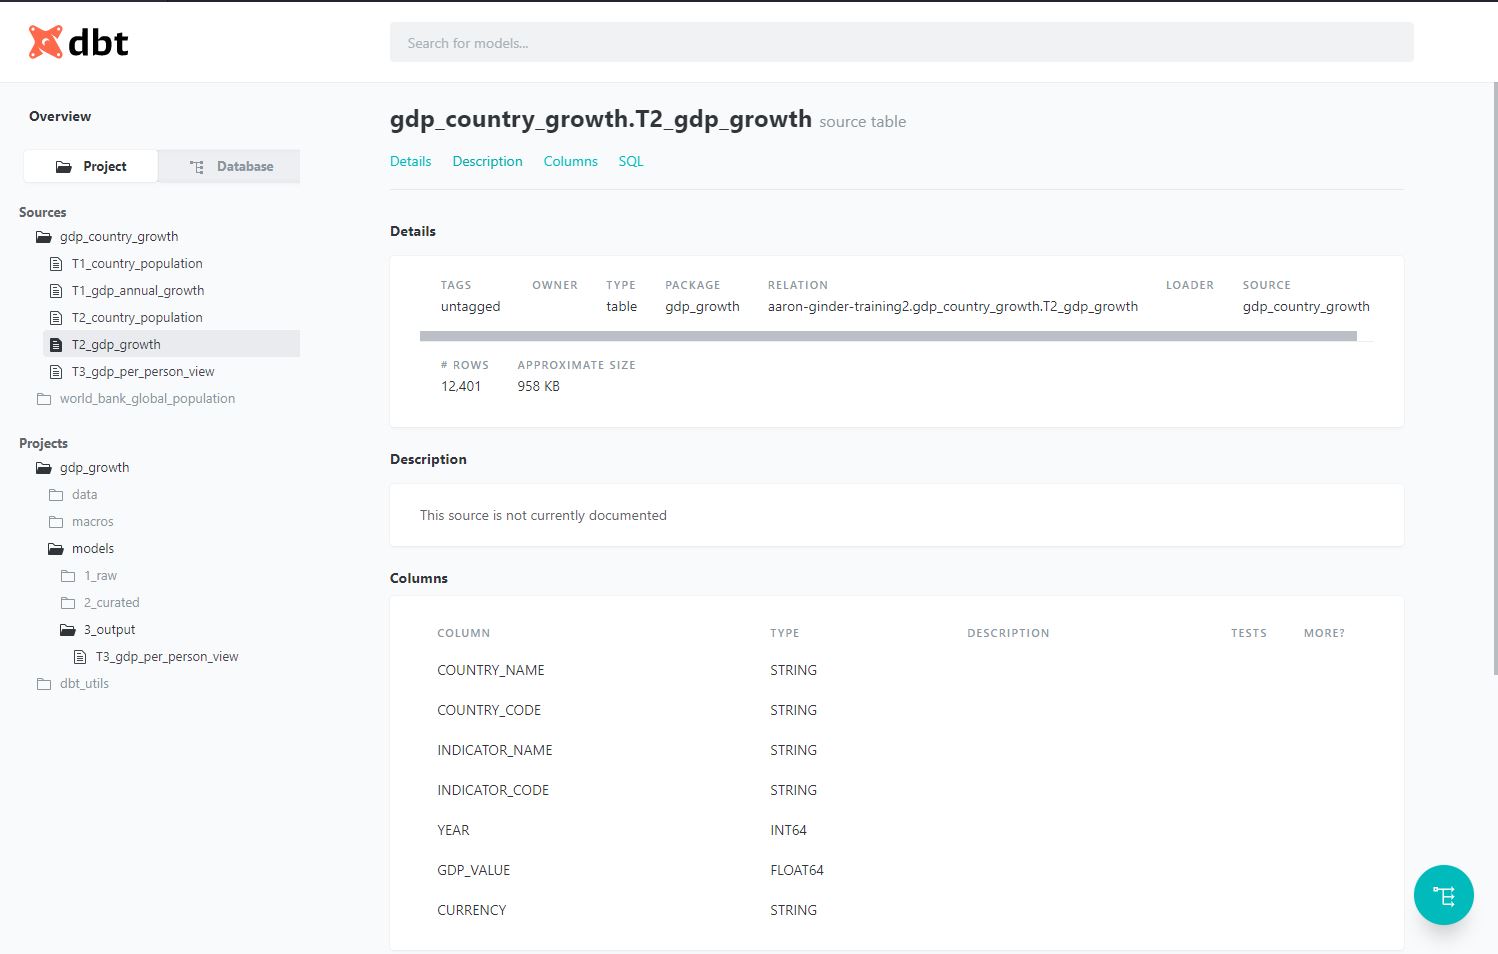 dbt
Search for models...
Overview
Project
Database
Sources
gdp_country_growth
T1_country_population
T1_gdp_annual_growth
T2_country_population
T2_gdp_growth
T3_gdp_per_person_view
world_bank_global_population
Projects
gdp_growth
data
macros
models
1_raw
2_curated
3_output
T3_gdp_per_person_view
dbt_utils
gdp_country_growth.T2_gdp_growth source table
Details Description Columns SQL
Details
TAGS OWNER TYPE PACKAGE RELATION LOADER SOURCE
untagged table gdp_growth aaron-ginder-training2.gdp_country_growth.T2_gdp_growth gdp_country_growth
# ROWS APPROXIMATE SIZE
12,401 958 KB
Description
This source is not currently documented
Columns
COLUMN TYPE DESCRIPTION TESTS MORE?
COUNTRY_NAME STRING
COUNTRY_CODE STRING
INDICATOR_NAME STRING
INDICATOR_CODE STRING
YEAR INT64
GDP_VALUE FLOAT64
CURRENCY STRING